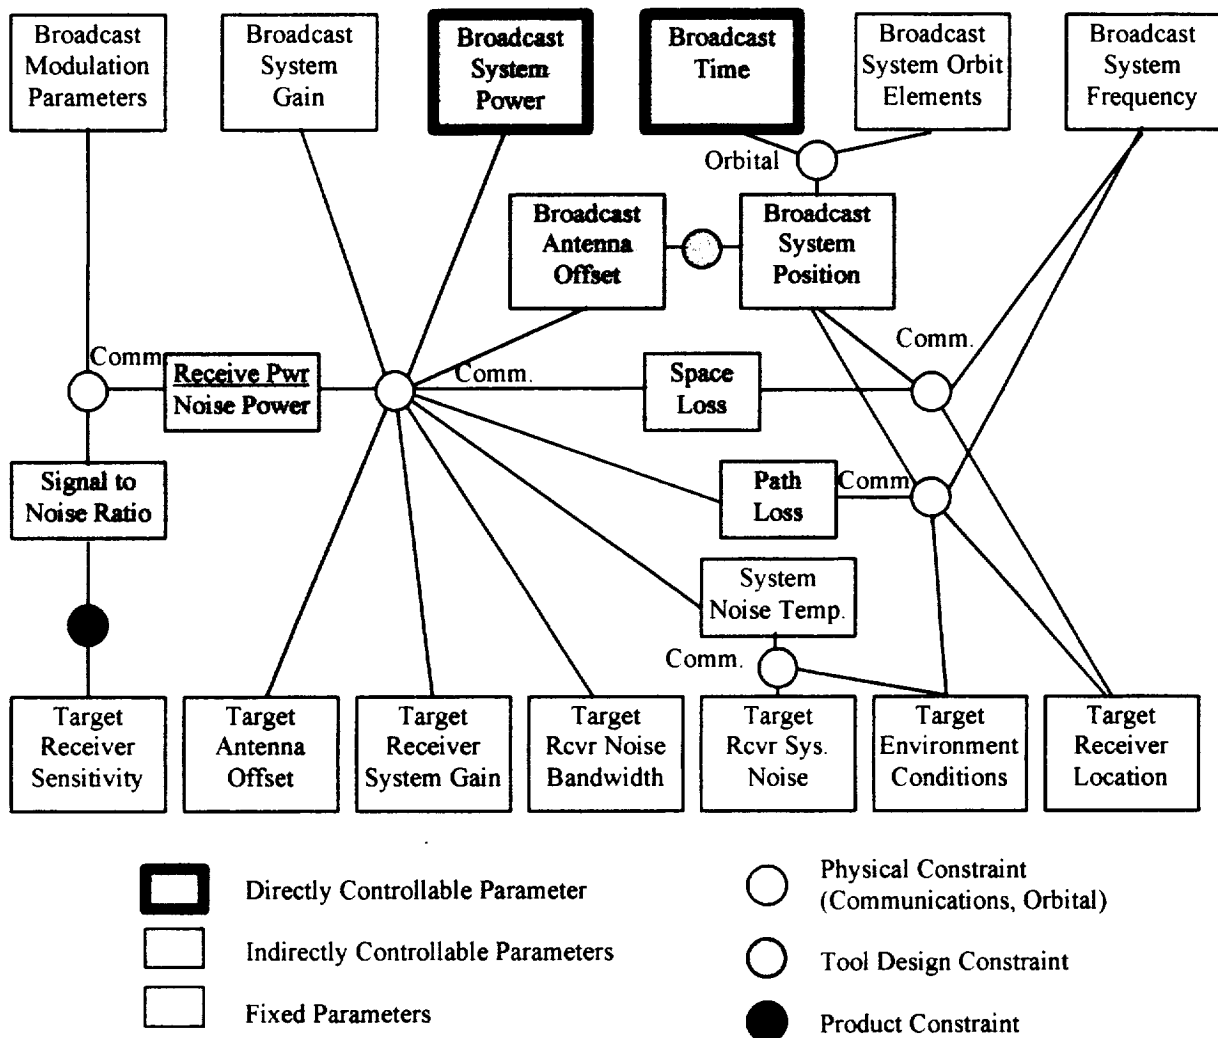 Broadcast
Modulation
Parameters
Broadcast
System
Gain
Broadcast
System
Power
Broadcast
Time
Broadcast
System Orbit
Elements
Broadcast
System
Frequency
Orbital
Broadcast
Antenna
Offset
Broadcast
System
Position
Comm.
Comm.
Receive Pwr
Noise Power
Comm.
Space
Loss
Signal to
Noise Ratio
Path
Loss
Comm
System
Noise Temp.
Comm.
Target
Receiver
Sensitivity
Target
Antenna
Offset
Target
Receiver
System Gain
Target
Rcvr Noise
Bandwidth
Target
Rcvr Sys.
Noise
Target
Environment
Conditions
Target
Receiver
Location
Directly Controllable Parameter
Indirectly Controllable Parameters
Fixed Parameters
Physical Constraint
(Communications, Orbital)
Tool Design Constraint
Product Constraint